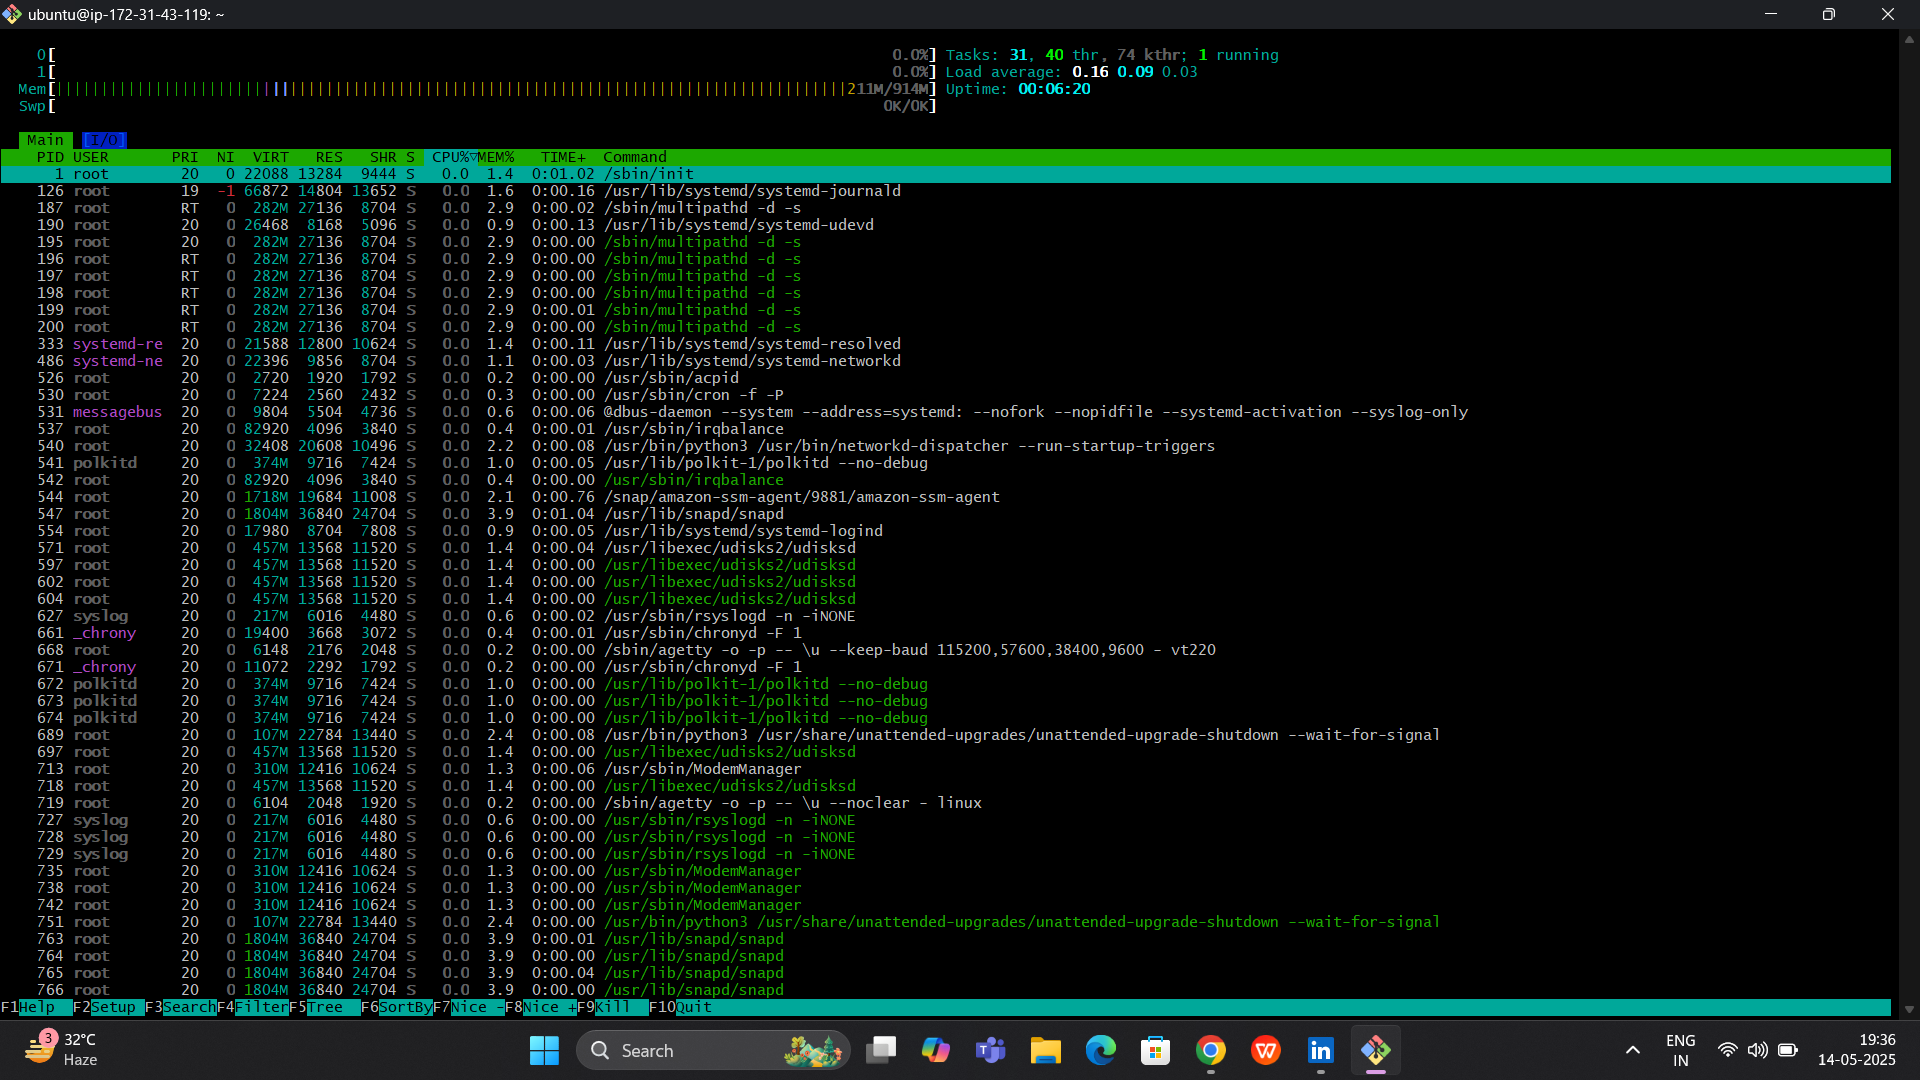 ubuntu@ip-172-31-43-119: ~
0[ 0.0%] Tasks: 31, 40 thr, 74 kthr; 1 running
1[ 0.0%] Load average: 0.16 0.09 0.03
Mem[ 211M/914M] Uptime: 00:06:20
Swp[ 0K/0K]
Main [I/O]
PID USER PRI NI VIRT RES SHR S CPU%▽MEM% TIME+ Command
1 root 20 0 22088 13284 9444 S 0.0 1.4 0:01.02 /sbin/init
126 root 19 -1 66872 14804 13652 S 0.0 1.6 0:00.16 /usr/lib/systemd/systemd-journald
187 root RT 0 282M 27136 8704 S 0.0 2.9 0:00.02 /sbin/multipathd -d -s
190 root 20 0 26468 8168 5096 S 0.0 0.9 0:00.13 /usr/lib/systemd/systemd-udevd
195 root 20 0 282M 27136 8704 S 0.0 2.9 0:00.00 /sbin/multipathd -d -s
196 root RT 0 282M 27136 8704 S 0.0 2.9 0:00.00 /sbin/multipathd -d -s
197 root RT 0 282M 27136 8704 S 0.0 2.9 0:00.00 /sbin/multipathd -d -s
198 root RT 0 282M 27136 8704 S 0.0 2.9 0:00.00 /sbin/multipathd -d -s
199 root RT 0 282M 27136 8704 S 0.0 2.9 0:00.01 /sbin/multipathd -d -s
200 root RT 0 282M 27136 8704 S 0.0 2.9 0:00.00 /sbin/multipathd -d -s
333 systemd-re 20 0 21588 12800 10624 S 0.0 1.4 0:00.11 /usr/lib/systemd/systemd-resolved
486 systemd-ne 20 0 22396 9856 8704 S 0.0 1.1 0:00.03 /usr/lib/systemd/systemd-networkd
526 root 20 0 2720 1920 1792 S 0.0 0.2 0:00.00 /usr/sbin/acpid
530 root 20 0 7224 2560 2432 S 0.0 0.3 0:00.00 /usr/sbin/cron -f -P
531 messagebus 20 0 9804 5504 4736 S 0.0 0.6 0:00.06 @dbus-daemon --system --address=systemd: --nofork --nopidfile --systemd-activation --syslog-only
537 root 20 0 82920 4096 3840 S 0.0 0.4 0:00.01 /usr/sbin/irqbalance
540 root 20 0 32408 20608 10496 S 0.0 2.2 0:00.08 /usr/bin/python3 /usr/bin/networkd-dispatcher --run-startup-triggers
541 polkitd 20 0 374M 9716 7424 S 0.0 1.0 0:00.05 /usr/lib/polkit-1/polkitd --no-debug
542 root 20 0 82920 4096 3840 S 0.0 0.4 0:00.00 /usr/sbin/irqbalance
544 root 20 0 1718M 19684 11008 S 0.0 2.1 0:00.76 /snap/amazon-ssm-agent/9881/amazon-ssm-agent
547 root 20 0 1804M 36840 24704 S 0.0 3.9 0:01.04 /usr/lib/snapd/snapd
554 root 20 0 17980 8704 7808 S 0.0 0.9 0:00.05 /usr/lib/systemd/systemd-logind
571 root 20 0 457M 13568 11520 S 0.0 1.4 0:00.04 /usr/libexec/udisks2/udisksd
597 root 20 0 457M 13568 11520 S 0.0 1.4 0:00.00 /usr/libexec/udisks2/udisksd
602 root 20 0 457M 13568 11520 S 0.0 1.4 0:00.00 /usr/libexec/udisks2/udisksd
604 root 20 0 457M 13568 11520 S 0.0 1.4 0:00.00 /usr/libexec/udisks2/udisksd
627 syslog 20 0 217M 6016 4480 S 0.0 0.6 0:00.02 /usr/sbin/rsyslogd -n -iNONE
661 _chrony 20 0 19400 3668 3072 S 0.0 0.4 0:00.01 /usr/sbin/chronyd -F 1
668 root 20 0 6148 2176 2048 S 0.0 0.2 0:00.00 /sbin/agetty -o -p -- \u --keep-baud 115200,57600,38400,9600 - vt220
671 _chrony 20 0 11072 2292 1792 S 0.0 0.2 0:00.00 /usr/sbin/chronyd -F 1
672 polkitd 20 0 374M 9716 7424 S 0.0 1.0 0:00.00 /usr/lib/polkit-1/polkitd --no-debug
673 polkitd 20 0 374M 9716 7424 S 0.0 1.0 0:00.00 /usr/lib/polkit-1/polkitd --no-debug
674 polkitd 20 0 374M 9716 7424 S 0.0 1.0 0:00.00 /usr/lib/polkit-1/polkitd --no-debug
689 root 20 0 107M 22784 13440 S 0.0 2.4 0:00.08 /usr/bin/python3 /usr/share/unattended-upgrades/unattended-upgrade-shutdown --wait-for-signal
697 root 20 0 457M 13568 11520 S 0.0 1.4 0:00.00 /usr/libexec/udisks2/udisksd
713 root 20 0 310M 12416 10624 S 0.0 1.3 0:00.06 /usr/sbin/ModemManager
718 root 20 0 457M 13568 11520 S 0.0 1.4 0:00.00 /usr/libexec/udisks2/udisksd
719 root 20 0 6104 2048 1920 S 0.0 0.2 0:00.00 /sbin/agetty -o -p -- \u --noclear - linux
727 syslog 20 0 217M 6016 4480 S 0.0 0.6 0:00.00 /usr/sbin/rsyslogd -n -iNONE
728 syslog 20 0 217M 6016 4480 S 0.0 0.6 0:00.00 /usr/sbin/rsyslogd -n -iNONE
729 syslog 20 0 217M 6016 4480 S 0.0 0.6 0:00.00 /usr/sbin/rsyslogd -n -iNONE
735 root 20 0 310M 12416 10624 S 0.0 1.3 0:00.00 /usr/sbin/ModemManager
738 root 20 0 310M 12416 10624 S 0.0 1.3 0:00.00 /usr/sbin/ModemManager
742 root 20 0 310M 12416 10624 S 0.0 1.3 0:00.00 /usr/sbin/ModemManager
751 root 20 0 107M 22784 13440 S 0.0 2.4 0:00.00 /usr/bin/python3 /usr/share/unattended-upgrades/unattended-upgrade-shutdown --wait-for-signal
763 root 20 0 1804M 36840 24704 S 0.0 3.9 0:00.01 /usr/lib/snapd/snapd
764 root 20 0 1804M 36840 24704 S 0.0 3.9 0:00.00 /usr/lib/snapd/snapd
765 root 20 0 1804M 36840 24704 S 0.0 3.9 0:00.04 /usr/lib/snapd/snapd
766 root 20 0 1804M 36840 24704 S 0.0 3.9 0:00.00 /usr/lib/snapd/snapd
F1Help F2Setup F3SearchF4FilterF5Tree F6SortByF7Nice -F8Nice +F9Kill F10Quit
3
32°C
Haze
Search
ENG
IN
19:36
14-05-2025